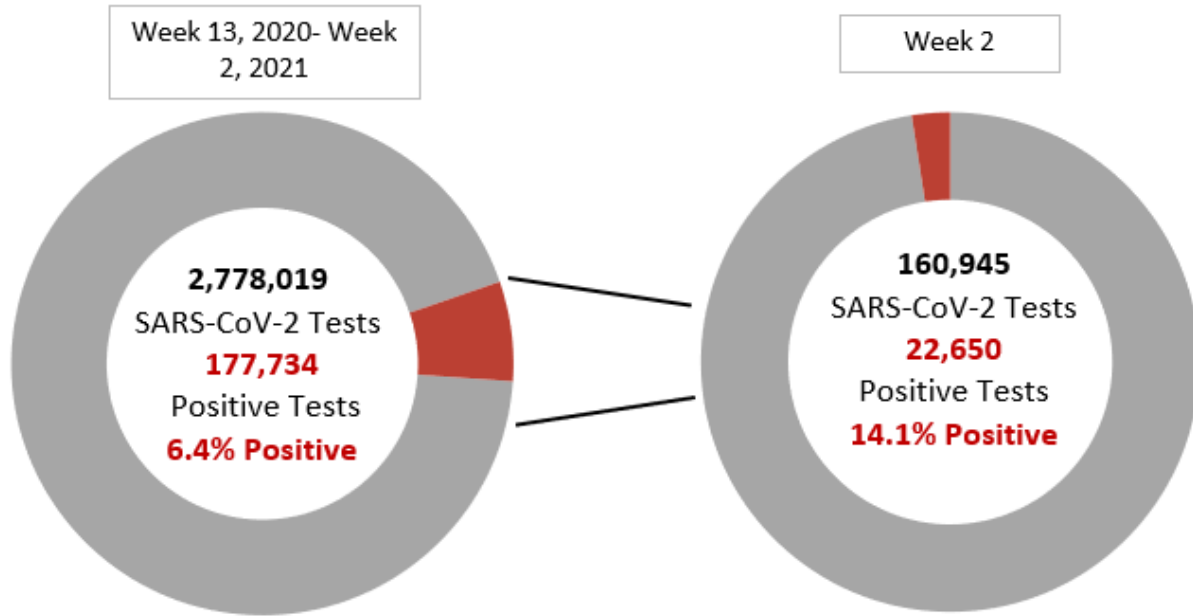 Week 13, 2020- Week
2, 2021
2,778,019
SARS-CoV-2 Tests
177,734
Positive Tests
6.4% Positive
Week 2
160,945
SARS-CoV-2 Tests
22,650
Positive Tests
14.1% Positive